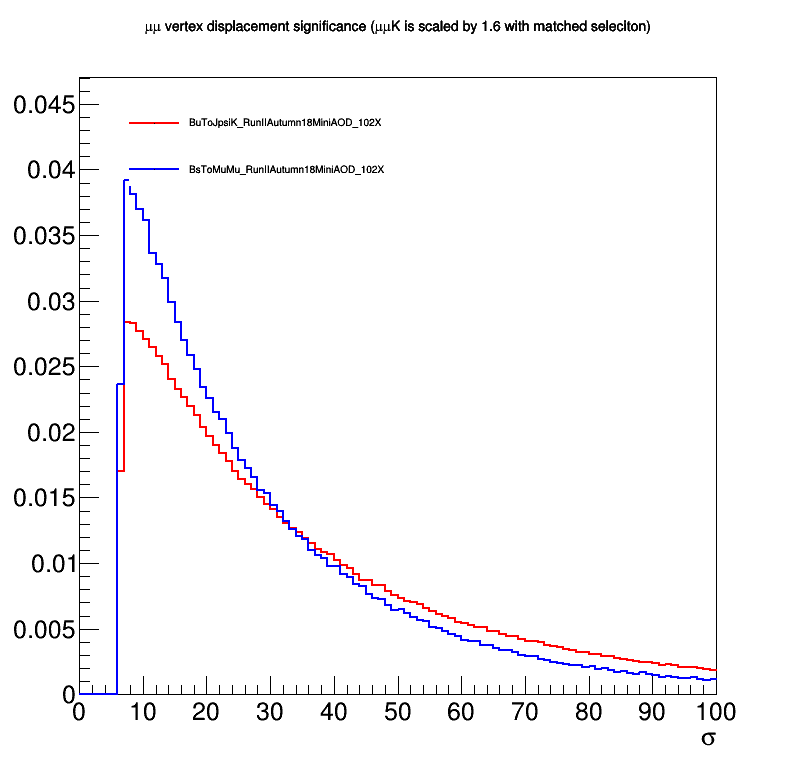 μμ vertex displacement significance (μμK is scaled by 1.6 with matched seleclton)
0.045
BuToJpsiK_RunIIAutumn18MiniAOD_102X
0.04
BsToMuMu_RunIIAutumn18MiniAOD_102X
0.035
0.03
0.025
0.02
0.015
0.01
0.005
0
0 10 20 30 40 50 60 70 80 90 100
σ